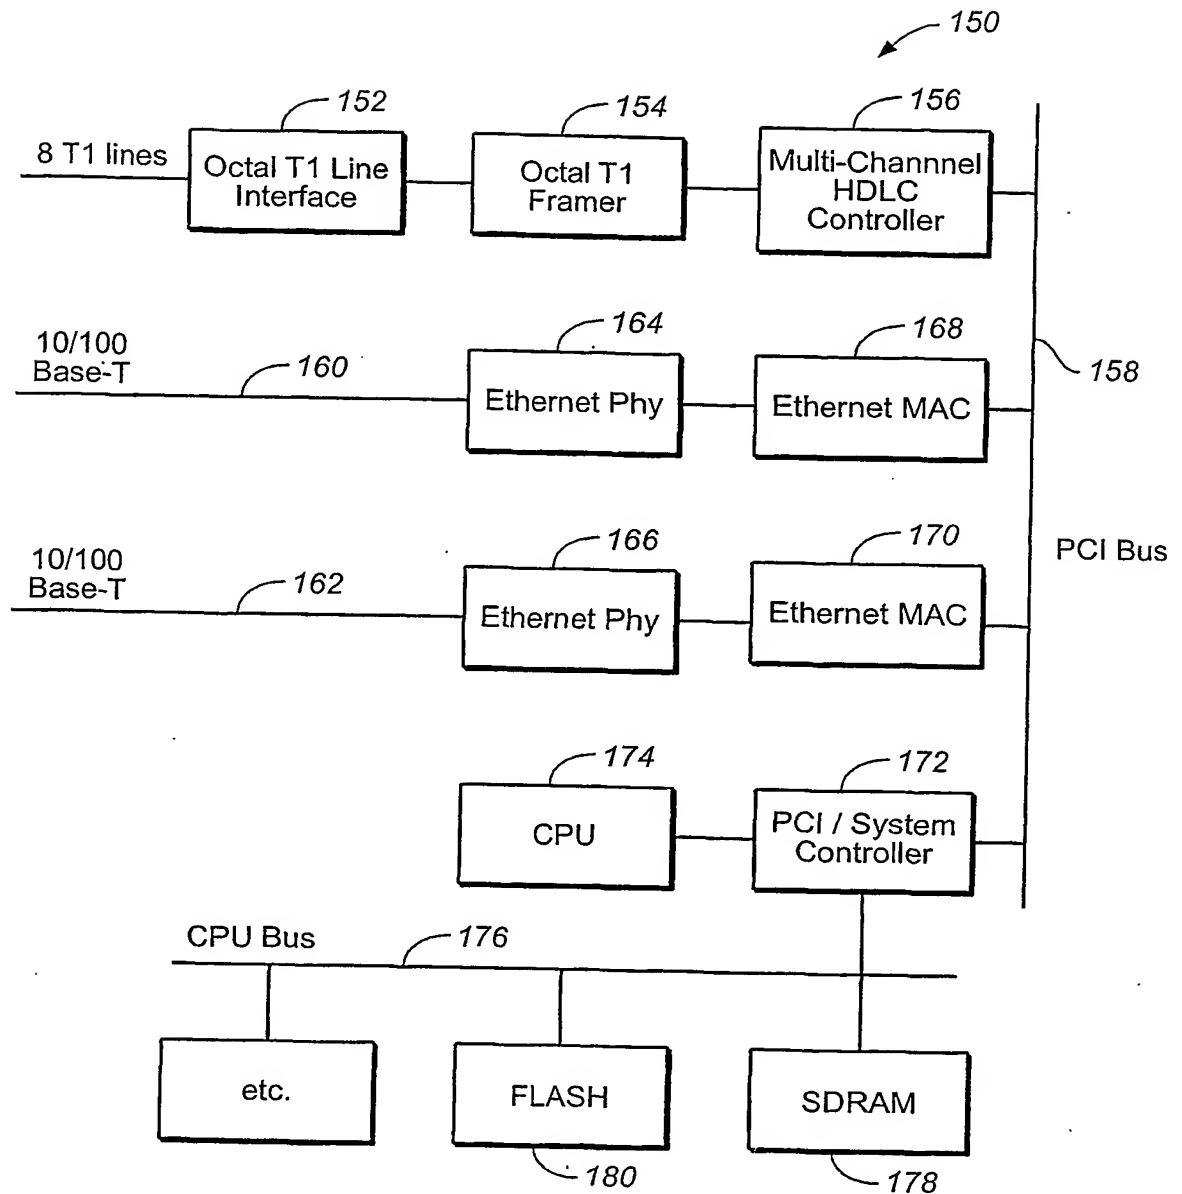 150
152
154
156
8 T1 lines
Octal T1 Line
Interface
Octal T1
Framer
Multi-Channnel
HDLC
Controller
10/100
Base-T
160
164
168
158
Ethernet Phy
Ethernet MAC
10/100
Base-T
162
166
170
PCI Bus
Ethernet Phy
Ethernet MAC
174
172
CPU
PCI / System
Controller
CPU Bus
176
etc.
FLASH
SDRAM
180
178